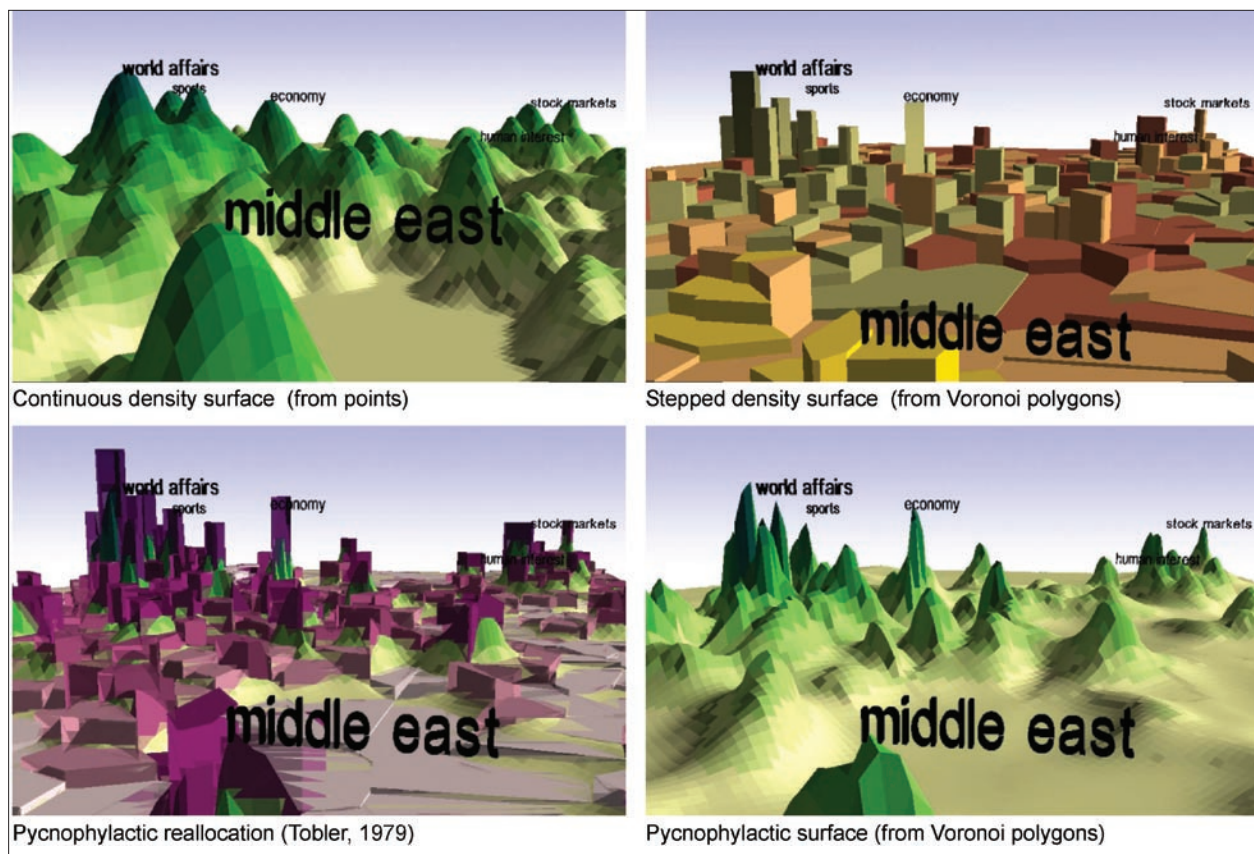 world affairs
sports
economy
stock markets
human interest
middle east
Continuous density surface (from points)
world affairs
sports
economy
stock markets
human interest
middle east
Stepped density surface (from Voronoi polygons)
world affairs
sports
economy
stock markets
human interest
middle east
Pycnophylactic reallocation (Tobler, 1979)
world affairs
sports
economy
stock markets
human interest
middle east
Pycnophylactic surface (from Voronoi polygons)